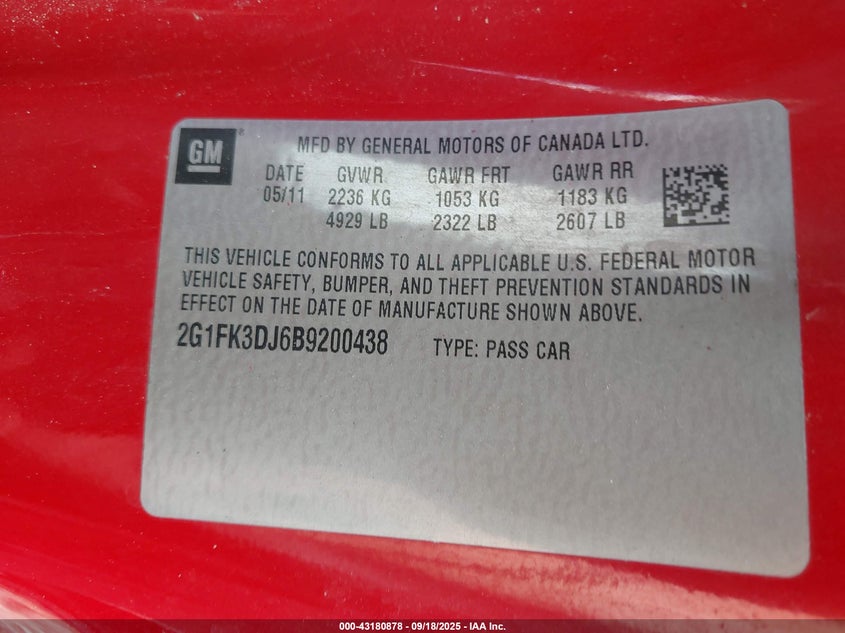 GM
MFD BY GENERAL MOTORS OF CANADA LTD.
DATE GVWR GAWR FRT GAWR RR
05/11 2236 KG 1053 KG 1183 KG
4929 LB 2322 LB 2607 LB
THIS VEHICLE CONFORMS TO ALL APPLICABLE U.S. FEDERAL MOTOR
VEHICLE SAFETY, BUMPER, AND THEFT PREVENTION STANDARDS IN
EFFECT ON THE DATE OF MANUFACTURE SHOWN ABOVE.
2G1FK3DJ6B9200438 TYPE: PASS CAR
000-43180878 - 09/18/2025 - IAA Inc.